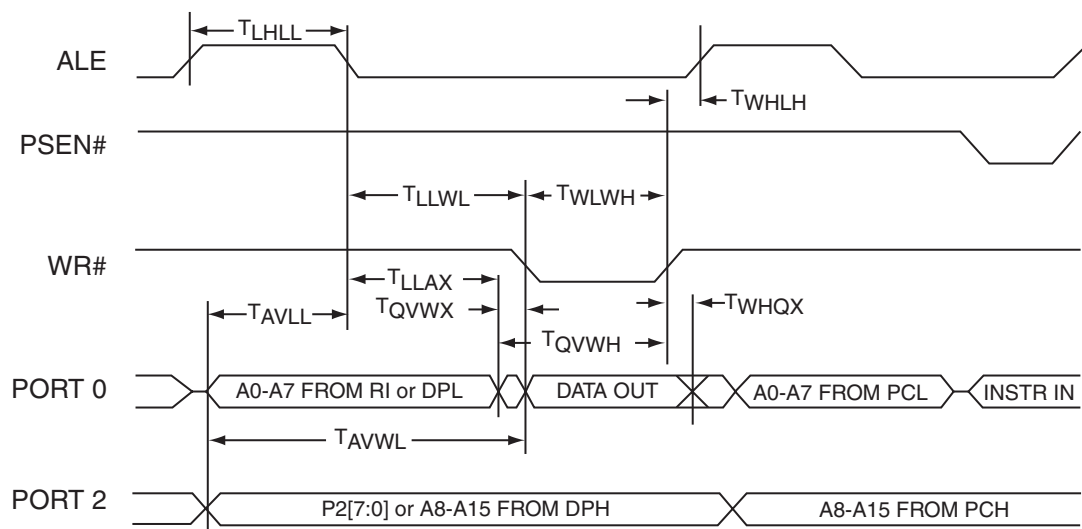 TLHLL
ALE
TWHLH
PSEN#
TLLWL
TWLWH
WR#
TLLAX
TAVLL
TQVWX
TWHQX
TQVWH
PORT 0
A0-A7 FROM RI or DPL
DATA OUT
A0-A7 FROM PCL
INSTR IN
TAVWL
PORT 2
P2[7:0] or A8-A15 FROM DPH
A8-A15 FROM PCH